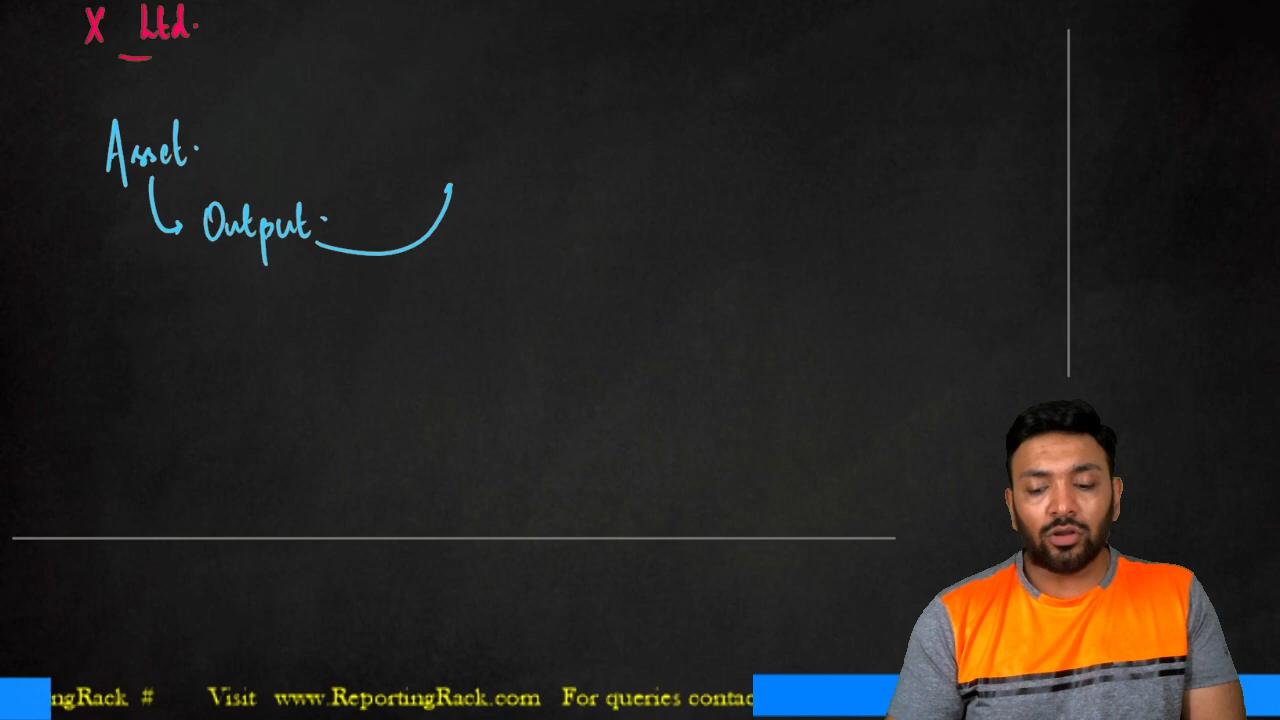 X Ltd.
Asset.
Output.
ngRack # Visit www.ReportingRack.com For queries contac